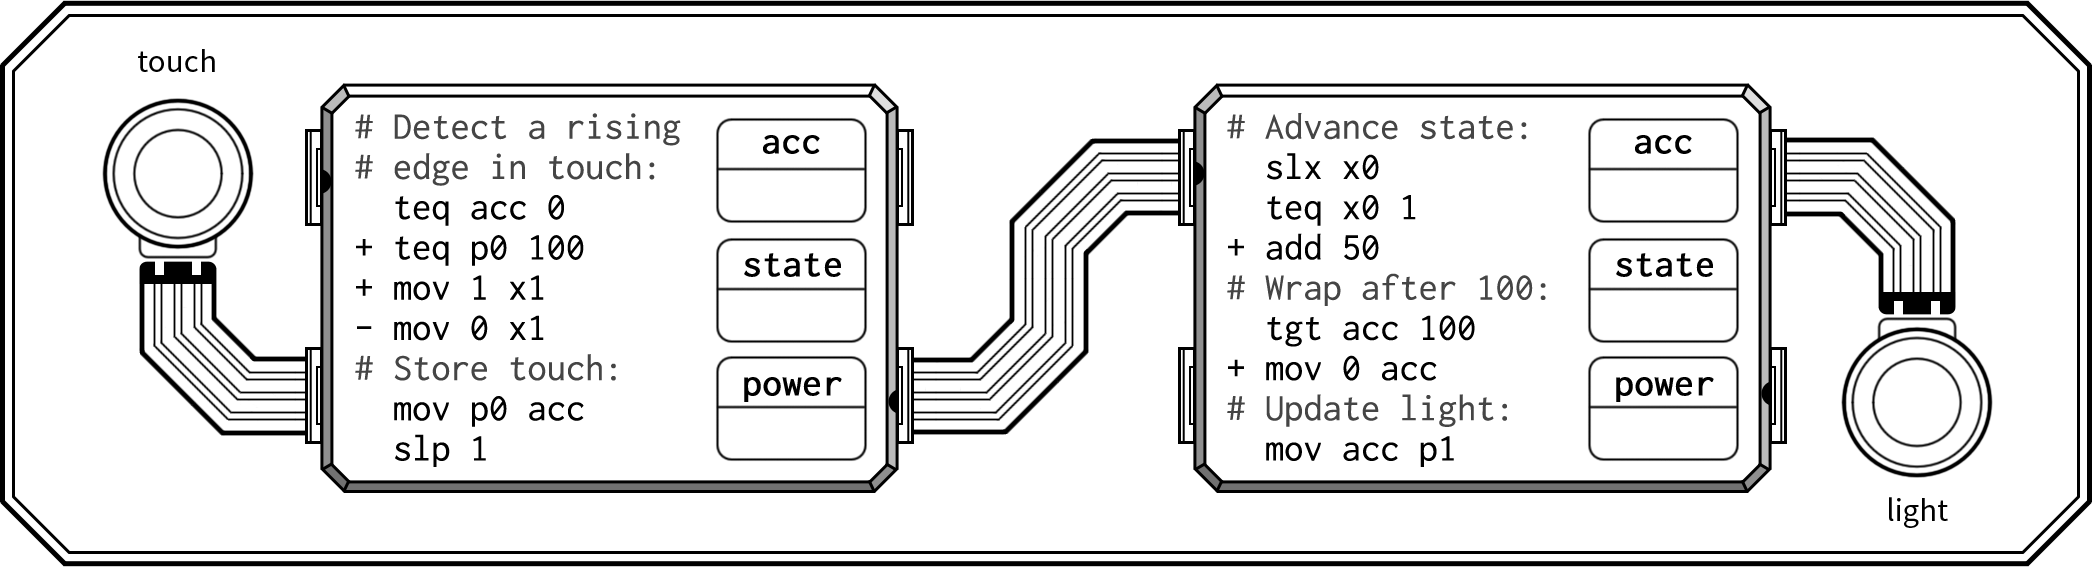 touch
# Detect a rising
# edge in touch:
teq acc 0
+ teq p0 100
+ mov 1 x1
- mov 0 x1
# Store touch:
mov p0 acc
slp 1
acc
state
power
# Advance state:
slx x0
teq x0 1
+ add 50
# Wrap after 100:
tgt acc 100
+ mov 0 acc
# Update light:
mov acc p1
acc
state
power
light